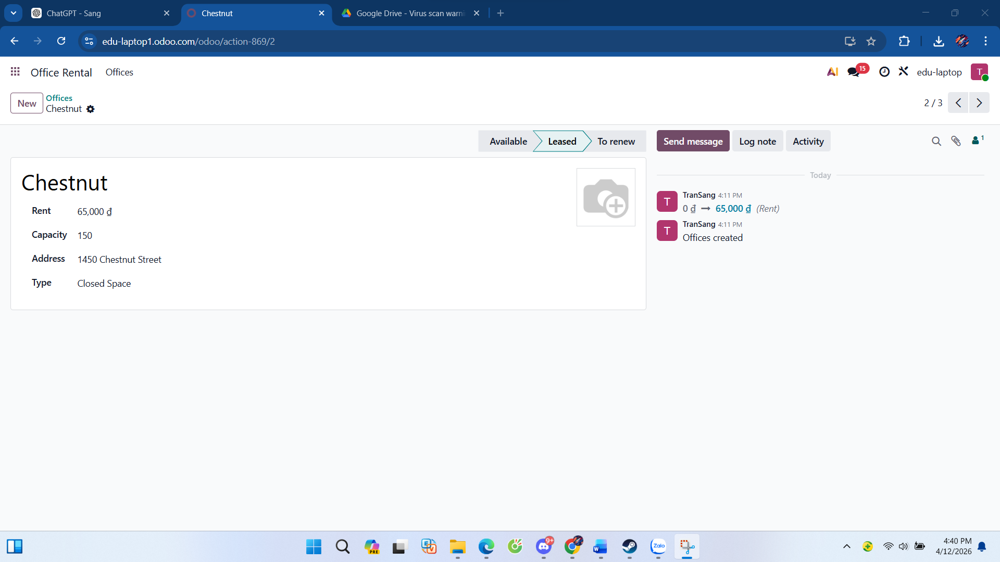 ChatGPT - Sang
Chestnut
Google Drive - Virus scan warni
edu-laptop1.odoo.com/odoo/action-869/2
Office Rental
Offices
AI
15
edu-laptop
T
New
Offices
Chestnut
2 / 3
Available
Leased
To renew
Send message
Log note
Activity
1
Chestnut
Rent
65,000 ₫
Capacity
150
Address
1450 Chestnut Street
Type
Closed Space
Today
T
TranSang 4:11 PM
0 ₫ → 65,000 ₫ (Rent)
T
TranSang 4:11 PM
Offices created
PRE
E
V
9+
W
Zalo
4:40 PM
4/12/2026